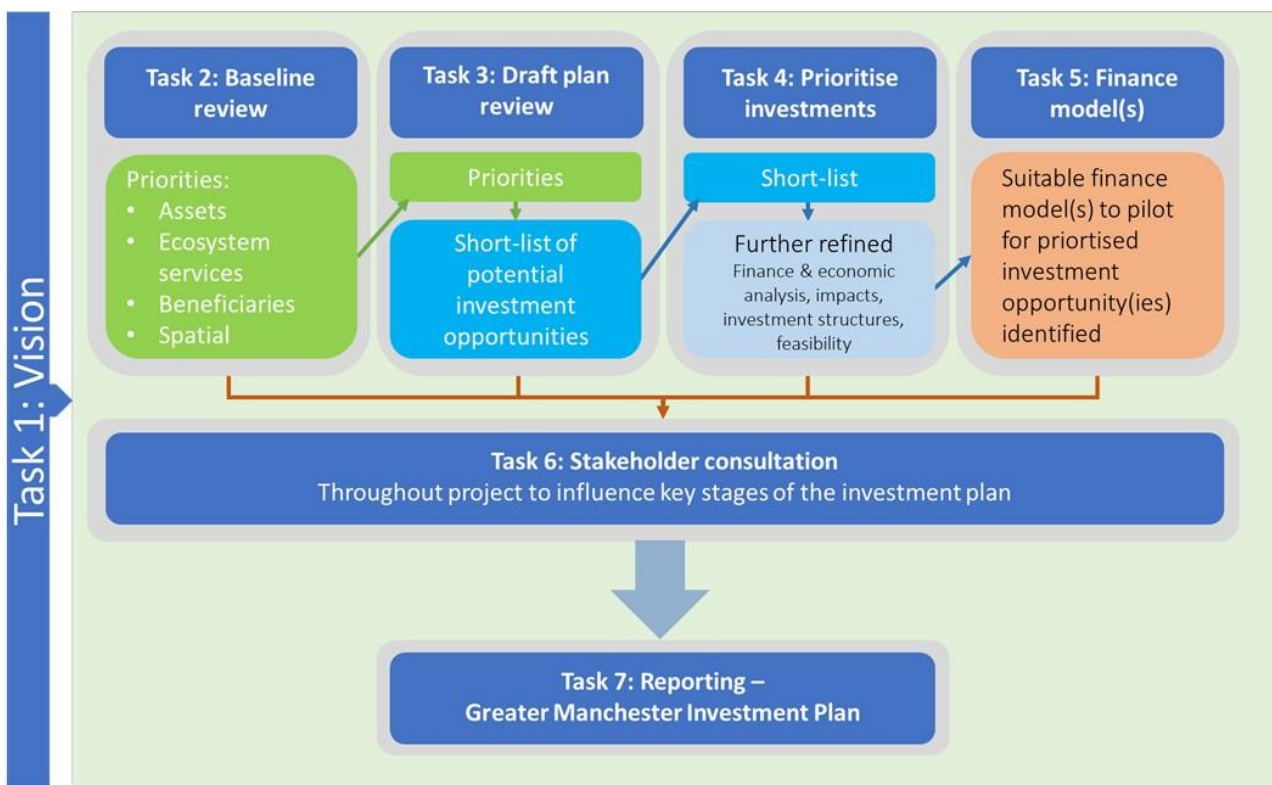 Task 1: Vision
Task 2: Baseline
review
Priorities:
• Assets
• Ecosystem
services
• Beneficiaries
• Spatial
Task 3: Draft plan
review
Priorities
Short-list of
potential
investment
opportunities
Task 4: Prioritise
investments
Short-list
Further refined
Finance & economic
analysis, impacts,
investment structures,
feasibility
Task 5: Finance
model(s)
Suitable finance
model(s) to pilot
for priortised
investment
opportunity(ies)
identified
Task 6: Stakeholder consultation
Throughout project to influence key stages of the investment plan
Task 7: Reporting –
Greater Manchester Investment Plan